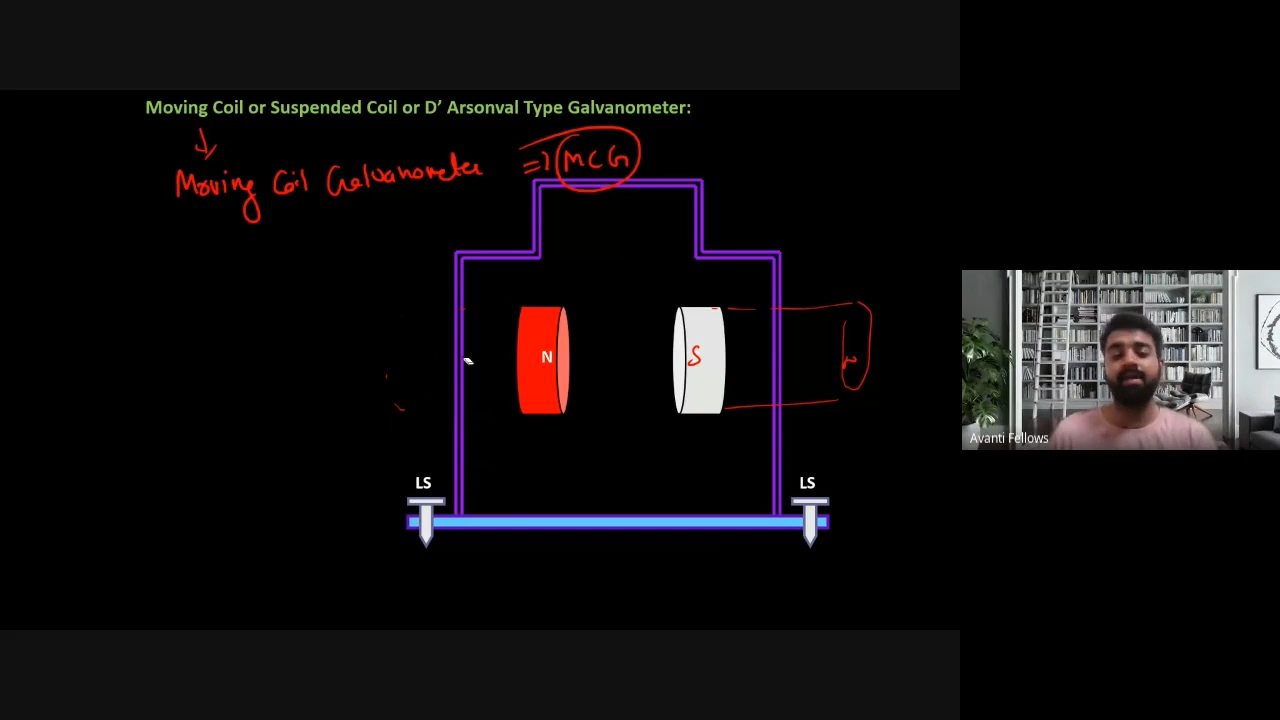 Moving Coil or Suspended Coil or D’ Arsonval Type Galvanometer:
Moving Coil Galvanometer => MCG
N
S
LS
LS
Avanti Fellows